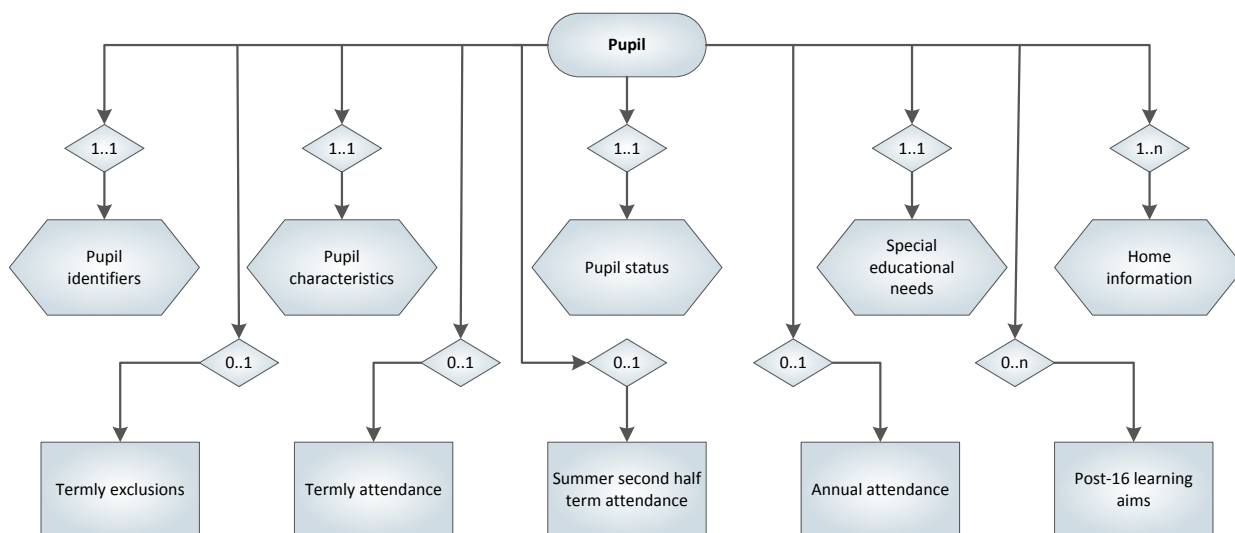 Pupil
1..1
1..1
1..1
1..1
1..n
Pupil
identifiers
Pupil
characteristics
Pupil status
Special
educational
needs
Home
information
0..1
0..1
0..1
0..1
0..n
Termly exclusions
Termly attendance
Summer second half
term attendance
Annual attendance
Post-16 learning
aims